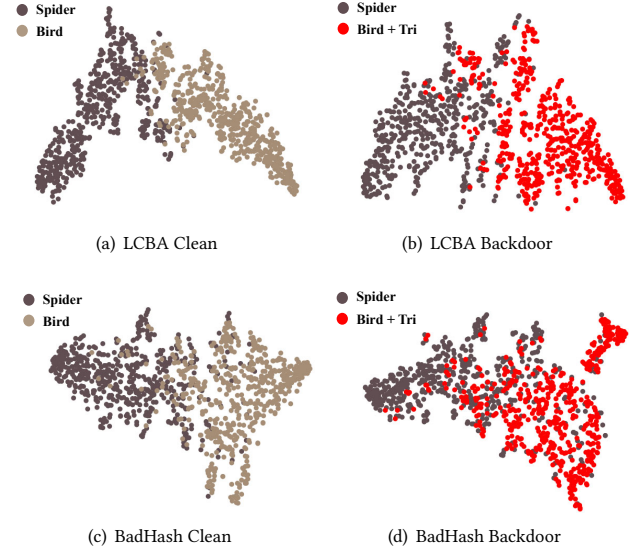 Spider
Bird
Spider
Bird + Tri
(a) LCBA Clean
(b) LCBA Backdoor
Spider
Bird
Spider
Bird + Tri
(c) BadHash Clean
(d) BadHash Backdoor